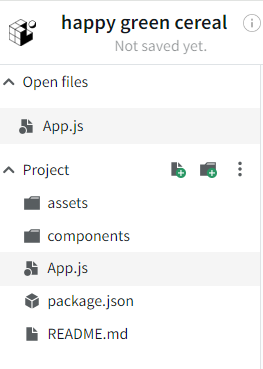 happy green cereal
Not saved yet.
Open files
App.js
Project
assets
components
App.js
package.json
README.md